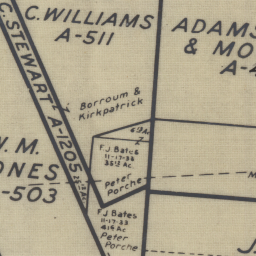 C. WILLIAMS
A-511
ADAMS
& MO
A-4
C. STEWART A-1205
Borroum &
Kirkpatrick
W. M.
ONES
-503
F.J. Bates
11-17-33
Peter
Porche
F.J. Bates
11-17-33
Peter
Porche
M
J.